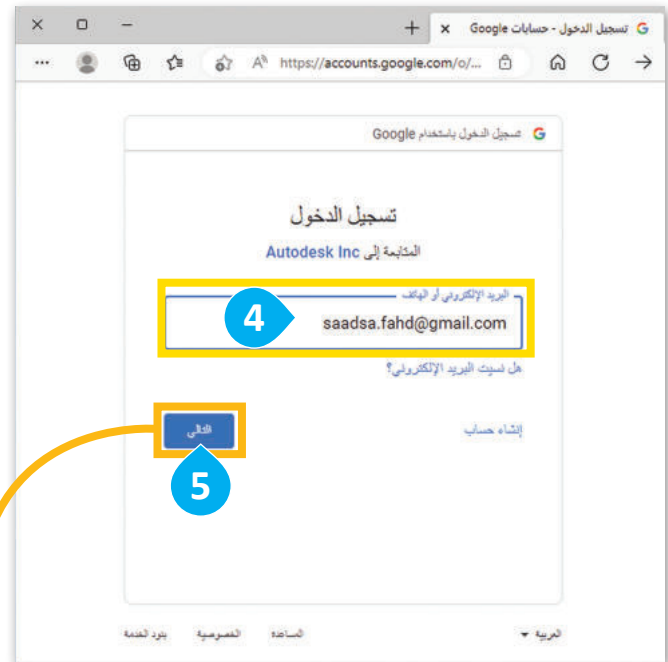 تسجيل الدخول - حسابات Google
https://accounts.google.com/o/...
تسجيل الدخول باستخدام Google
تسجيل الدخول
المتابعة إلى Autodesk Inc
البريد الإلكتروني أو الهاتف
saadsa.fahd@gmail.com
4
هل نسيت البريد الإلكتروني؟
إنشاء حساب
التالي
5
العربية
المساعدة
الخصوصية
بنود الخدمة